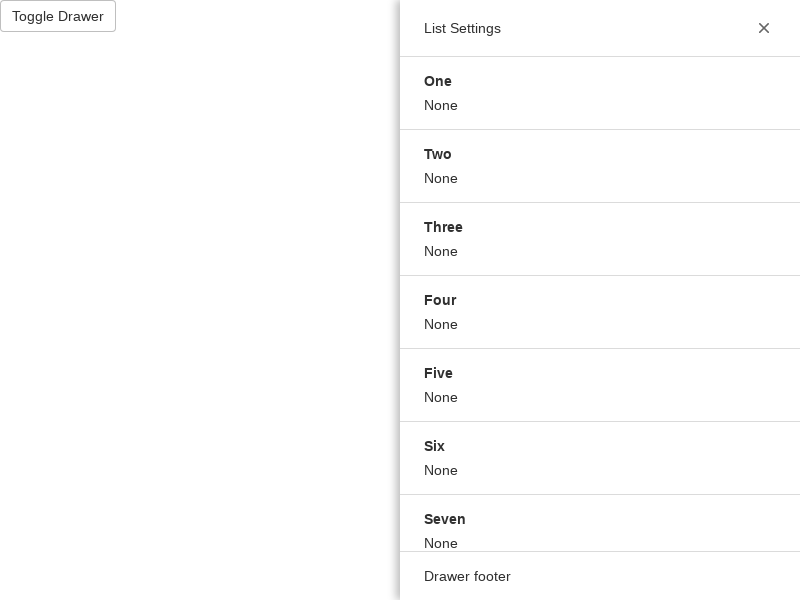 Toggle Drawer
List Settings
One
None
Two
None
Three
None
Four
None
Five
None
Six
None
Seven
None
Drawer footer